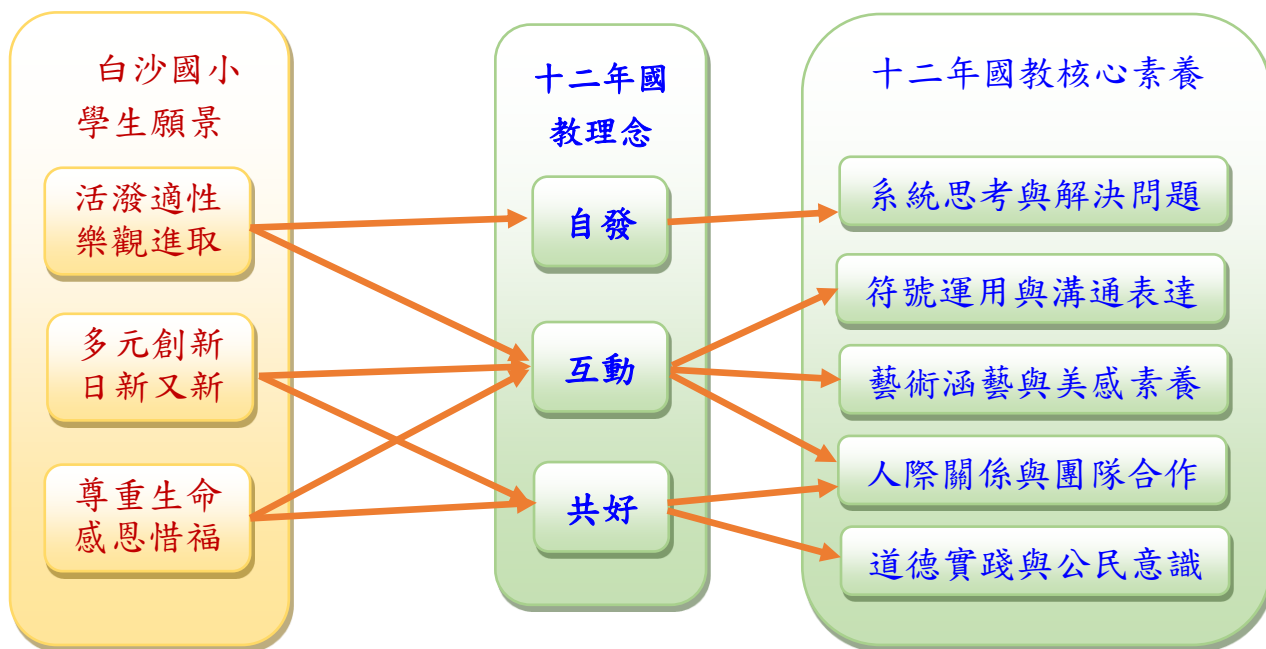 白沙國小
學生願景
活潑適性
樂觀進取
多元創新
日新又新
尊重生命
感恩惜福
十二年國
教理念
自發
互動
共好
十二年國教核心素養
系統思考與解決問題
符號運用與溝通表達
藝術涵藝與美感素養
人際關係與團隊合作
道德實踐與公民意識